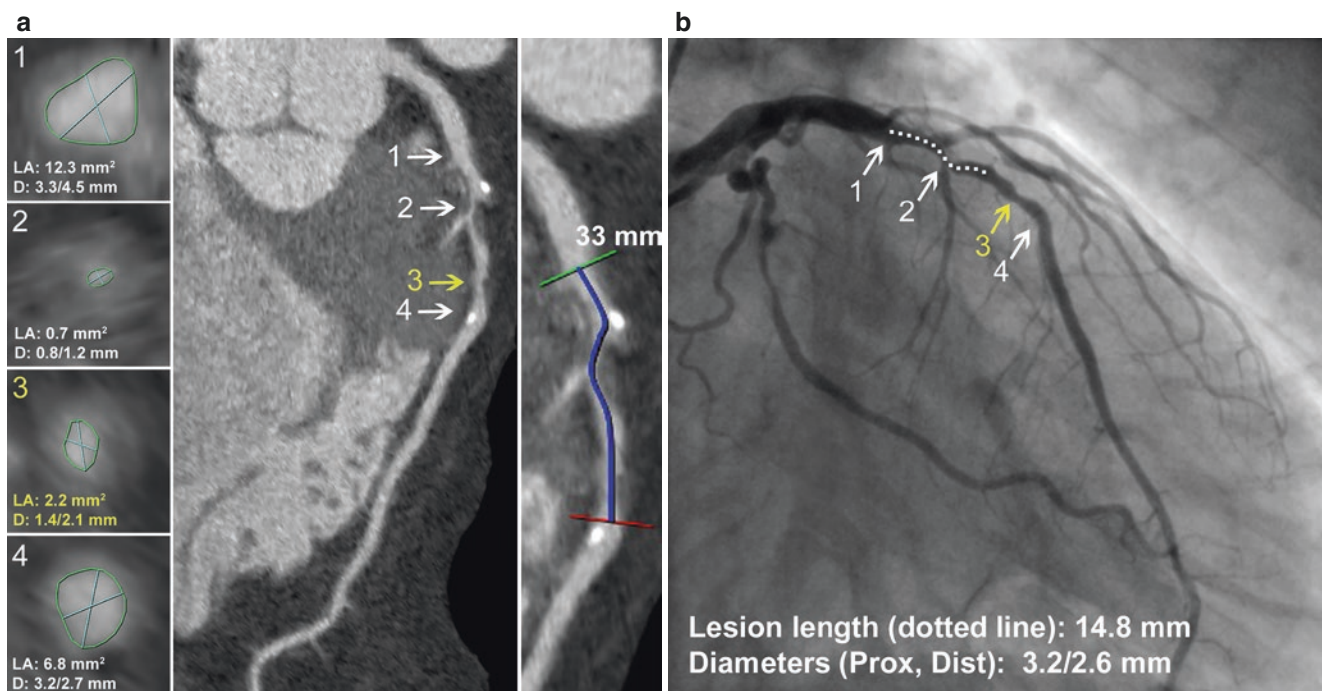 a
1
LA: 12.3 mm²
D: 3.3/4.5 mm
2
LA: 0.7 mm²
D: 0.8/1.2 mm
3
LA: 2.2 mm²
D: 1.4/2.1 mm
4
LA: 6.8 mm²
D: 3.2/2.7 mm
1
2
3
4
33 mm
b
1
2
3
4
Lesion length (dotted line): 14.8 mm
Diameters (Prox, Dist): 3.2/2.6 mm